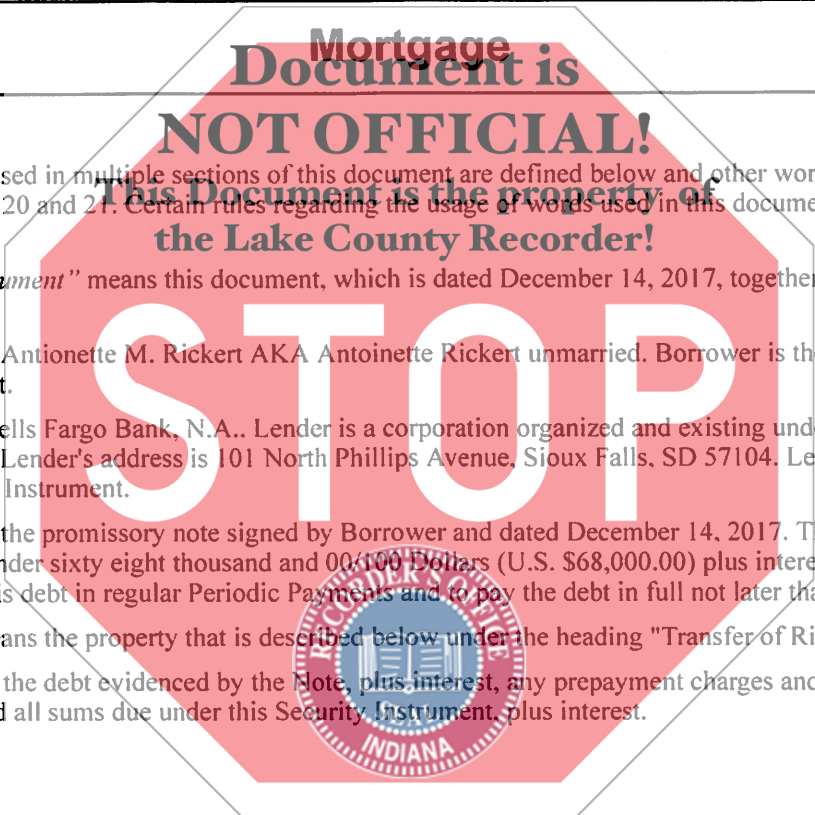 Mortgage
Document is
NOT OFFICIAL!
sed in multiple sections of this document are defined below and other wor
This Document is the property of
20 and 21. Certain rules regarding the usage of words used in this docume
the Lake County Recorder!
ument" means this document, which is dated December 14, 2017, together
STOP
Antionette M. Rickert AKA Antoinette Rickert unmarried. Borrower is th
t.
ells Fargo Bank, N.A.. Lender is a corporation organized and existing und
Lender's address is 101 North Phillips Avenue, Sioux Falls, SD 57104. Le
Instrument.
the promissory note signed by Borrower and dated December 14, 2017. Th
nder sixty eight thousand and 00/100 Dollars (U.S. $68,000.00) plus intere
is debt in regular Periodic Payments and to pay the debt in full not later tha
RECORDER'S OFFICE
ans the property that is described below under the heading "Transfer of Ri
the debt evidenced by the Note, plus interest, any prepayment charges and
d all sums due under this Security Instrument, plus interest.
SEAL
INDIANA